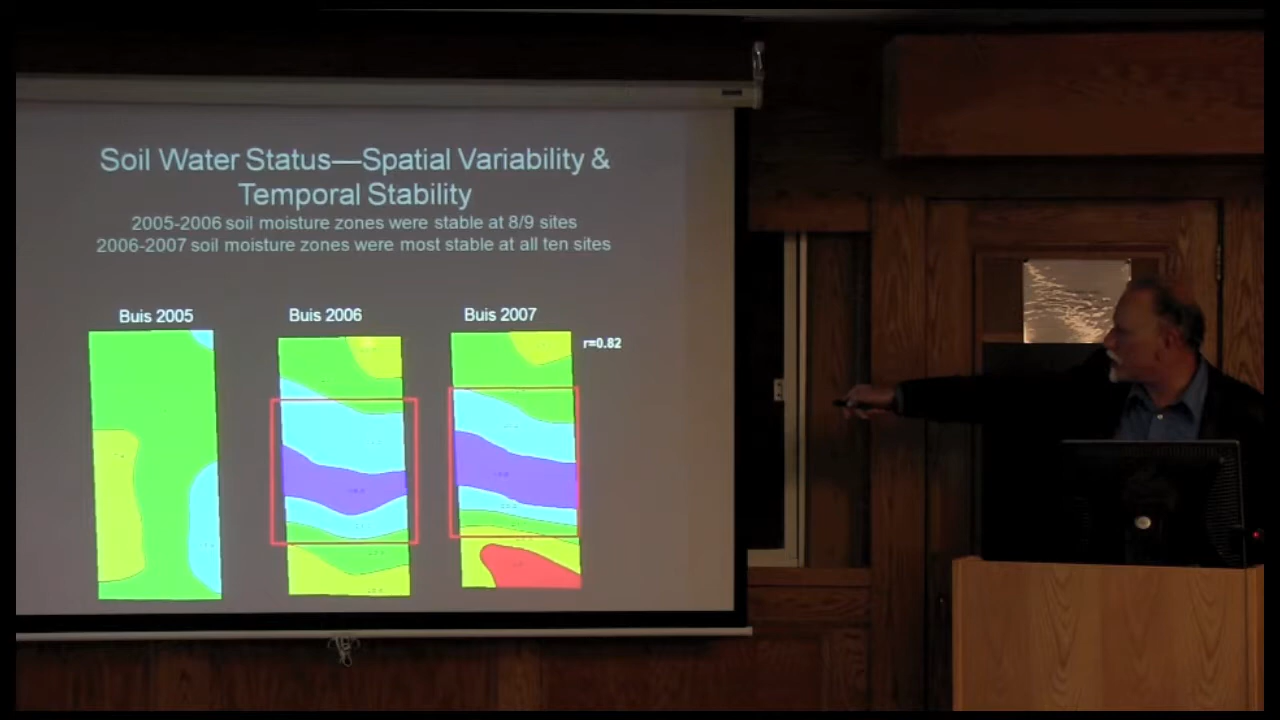 Soil Water Status—Spatial Variability &
Temporal Stability
2005-2006 soil moisture zones were stable at 8/9 sites
2006-2007 soil moisture zones were most stable at all ten sites
Buis 2005
Buis 2006
Buis 2007
r=0.82